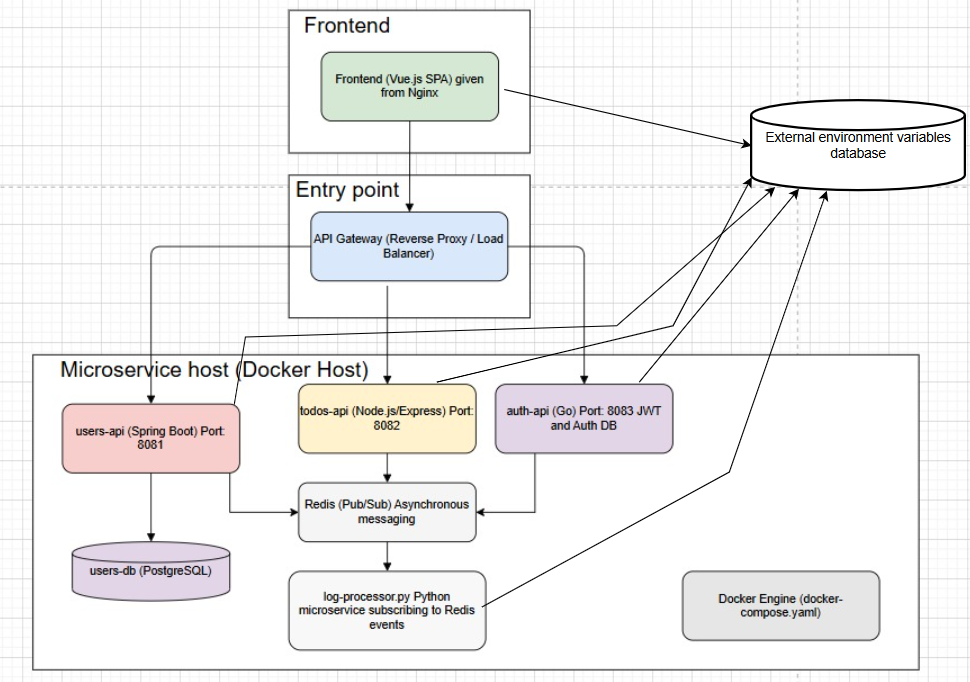 Frontend
Frontend (Vue.js SPA) given
from Nginx
External environment variables
database
Entry point
API Gateway (Reverse Proxy / Load
Balancer)
Microservice host (Docker Host)
users-api (Spring Boot) Port:
8081
todos-api (Node.js/Express) Port:
8082
auth-api (Go) Port: 8083 JWT
and Auth DB
Redis (Pub/Sub) Asynchronous
messaging
users-db (PostgreSQL)
log-processor.py Python
microservice subscribing to Redis
events
Docker Engine (docker-
compose.yaml)